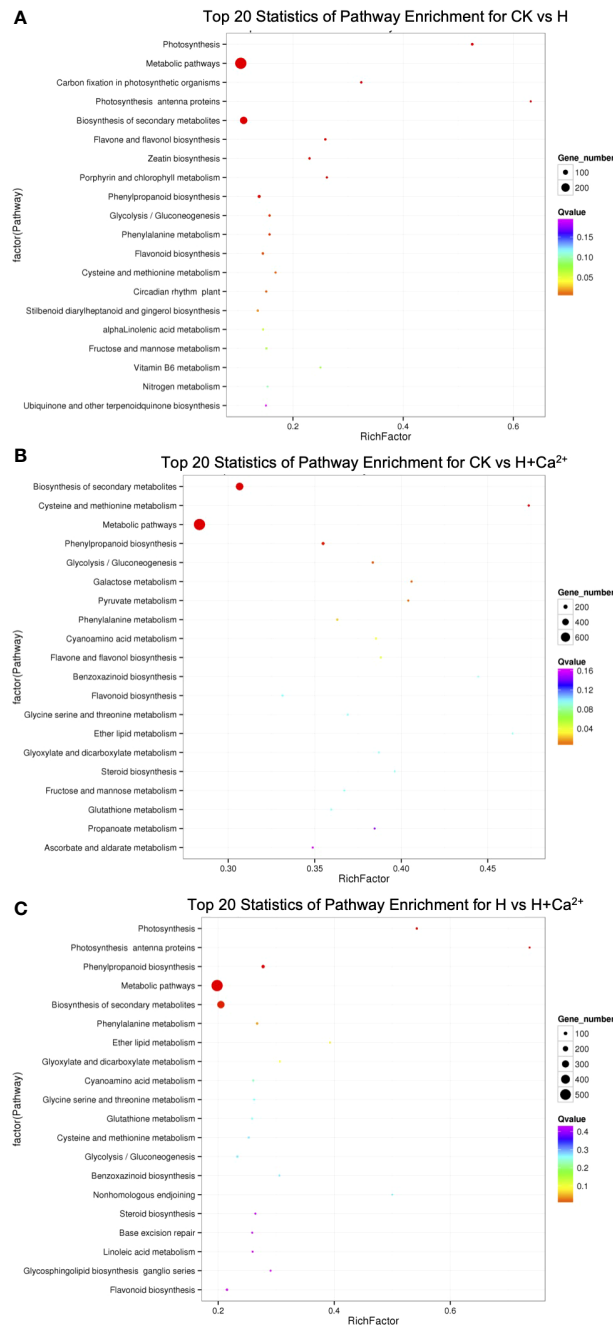 A
Top 20 Statistics of Pathway Enrichment for CK vs H
Photosynthesis
Metabolic pathways
Carbon fixation in photosynthetic organisms
Photosynthesis antenna proteins
Biosynthesis of secondary metabolites
Flavone and flavonol biosynthesis
Zeatin biosynthesis
Porphyrin and chlorophyll metabolism
Phenylpropanoid biosynthesis
Glycolysis / Gluconeogenesis
Phenylalanine metabolism
Flavonoid biosynthesis
Cysteine and methionine metabolism
Circadian rhythm plant
Stilbenoid diarylheptanoid and gingerol biosynthesis
alphaLinolenic acid metabolism
Fructose and mannose metabolism
Vitamin B6 metabolism
Nitrogen metabolism
Ubiquinone and other terpenoidquinone biosynthesis
factor(Pathway)
0.2 0.4 0.6
RichFactor
Gene_number
100
200
Qvalue
0.15
0.10
0.05
B
Top 20 Statistics of Pathway Enrichment for CK vs H+Ca²⁺
Biosynthesis of secondary metabolites
Cysteine and methionine metabolism
Metabolic pathways
Phenylpropanoid biosynthesis
Glycolysis / Gluconeogenesis
Galactose metabolism
Pyruvate metabolism
Phenylalanine metabolism
Cyanoamino acid metabolism
Flavone and flavonol biosynthesis
Benzoxazinoid biosynthesis
Flavonoid biosynthesis
Glycine serine and threonine metabolism
Ether lipid metabolism
Glyoxylate and dicarboxylate metabolism
Steroid biosynthesis
Fructose and mannose metabolism
Glutathione metabolism
Propanoate metabolism
Ascorbate and aldarate metabolism
factor(Pathway)
0.30 0.35 0.40 0.45
RichFactor
Gene_number
200
400
600
Qvalue
0.16
0.12
0.08
0.04
C
Top 20 Statistics of Pathway Enrichment for H vs H+Ca²⁺
Photosynthesis
Photosynthesis antenna proteins
Phenylpropanoid biosynthesis
Metabolic pathways
Biosynthesis of secondary metabolites
Phenylalanine metabolism
Ether lipid metabolism
Glyoxylate and dicarboxylate metabolism
Cyanoamino acid metabolism
Glycine serine and threonine metabolism
Glutathione metabolism
Cysteine and methionine metabolism
Glycolysis / Gluconeogenesis
Benzoxazinoid biosynthesis
Nonhomologous endjoining
Steroid biosynthesis
Base excision repair
Linoleic acid metabolism
Glycosphingolipid biosynthesis ganglio series
Flavonoid biosynthesis
factor(Pathway)
0.2 0.4 0.6
RichFactor
Gene_number
100
200
300
400
500
Qvalue
0.4
0.3
0.2
0.1